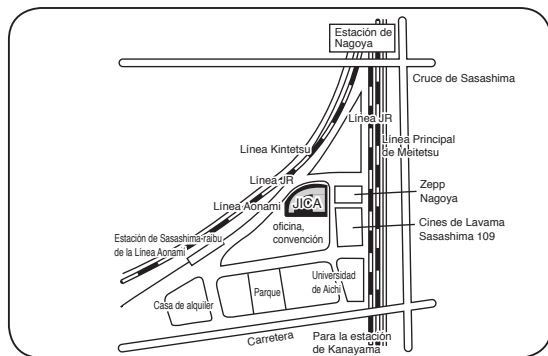 Estación de
Nagoya
Cruce de Sasashima
Línea JR
Línea Principal
de Meitetsu
Línea Kintetsu
Línea JR
Zepp
Nagoya
Línea Aonami
JICA
oficina,
convención
Cines de Lavama
Sasashima 109
Estación de Sasashima-raibu
de la Línea Aonami
Universidad
de Aichi
Parque
Casa de alquiler
Carretera
Para la estación
de Kanayama